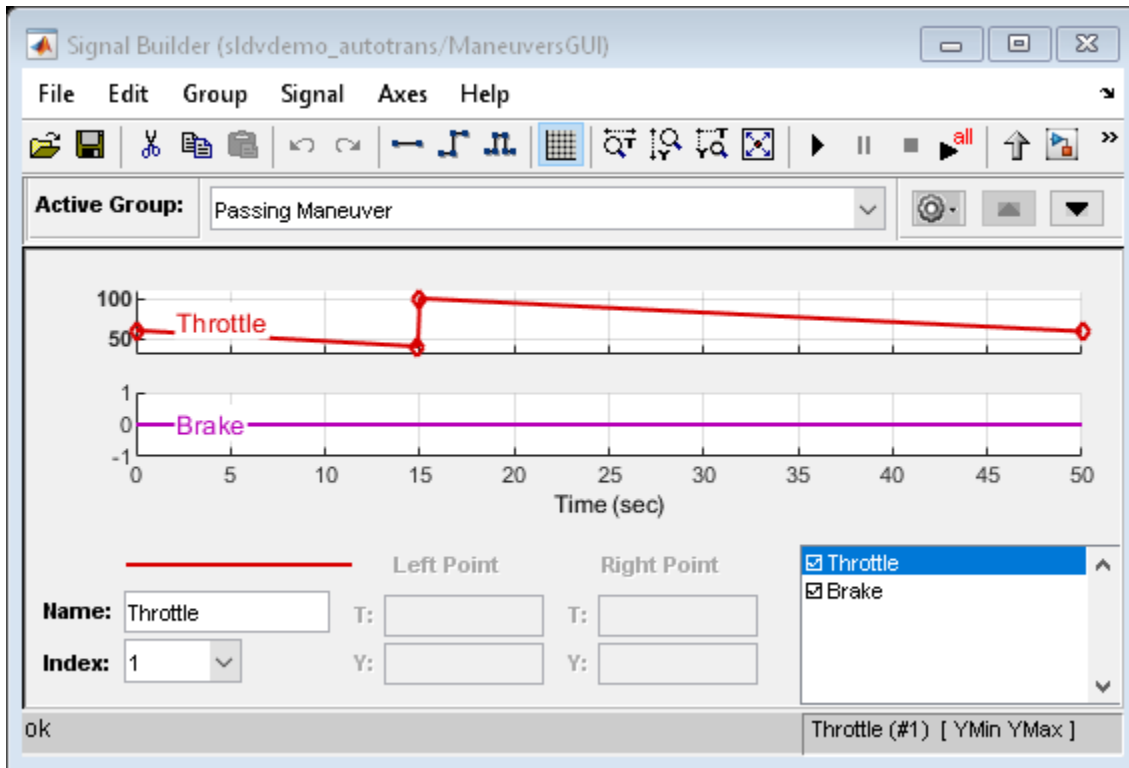 Signal Builder (sldvdemo_autotrans/ManeuversGUI)
File Edit Group Signal Axes Help
all »
Active Group: Passing Maneuver
100
50
Throttle
1
0
-1
Brake
0 5 10 15 20 25 30 35 40 45 50
Time (sec)
Left Point Right Point
Name: Throttle T: T:
Index: 1 Y: Y:
Throttle
Brake
ok
Throttle (#1) [ YMin YMax ]